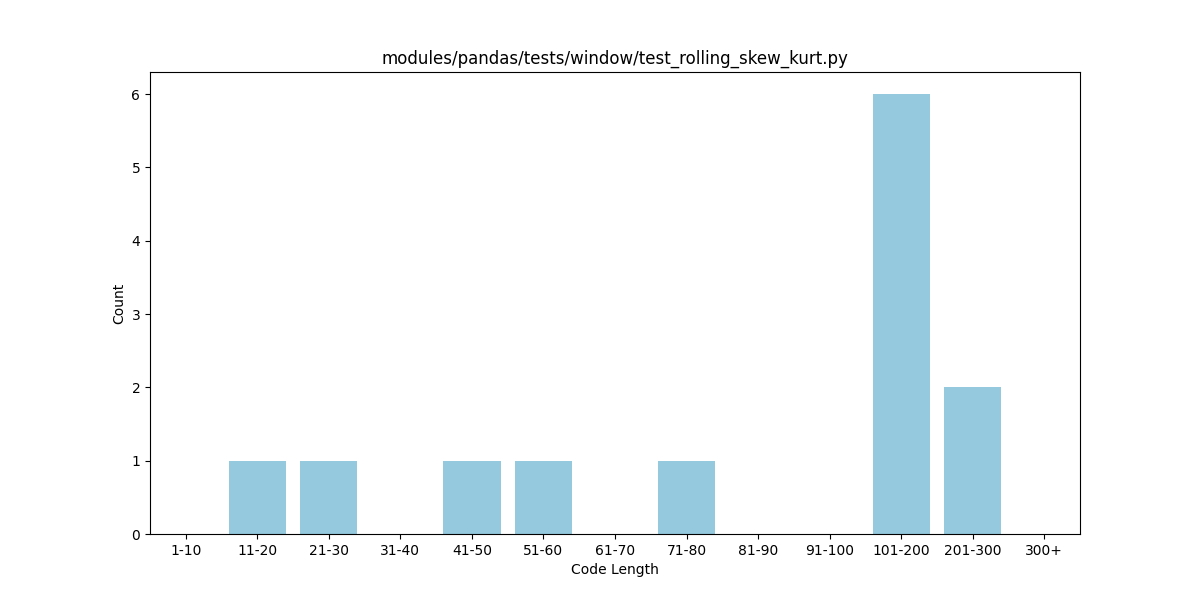 modules/pandas/tests/window/test_rolling_skew_kurt.py
6
5
4
3
2
1
0
Count
1-10 11-20 21-30 31-40 41-50 51-60 61-70 71-80 81-90 91-100 101-200 201-300 300+
Code Length